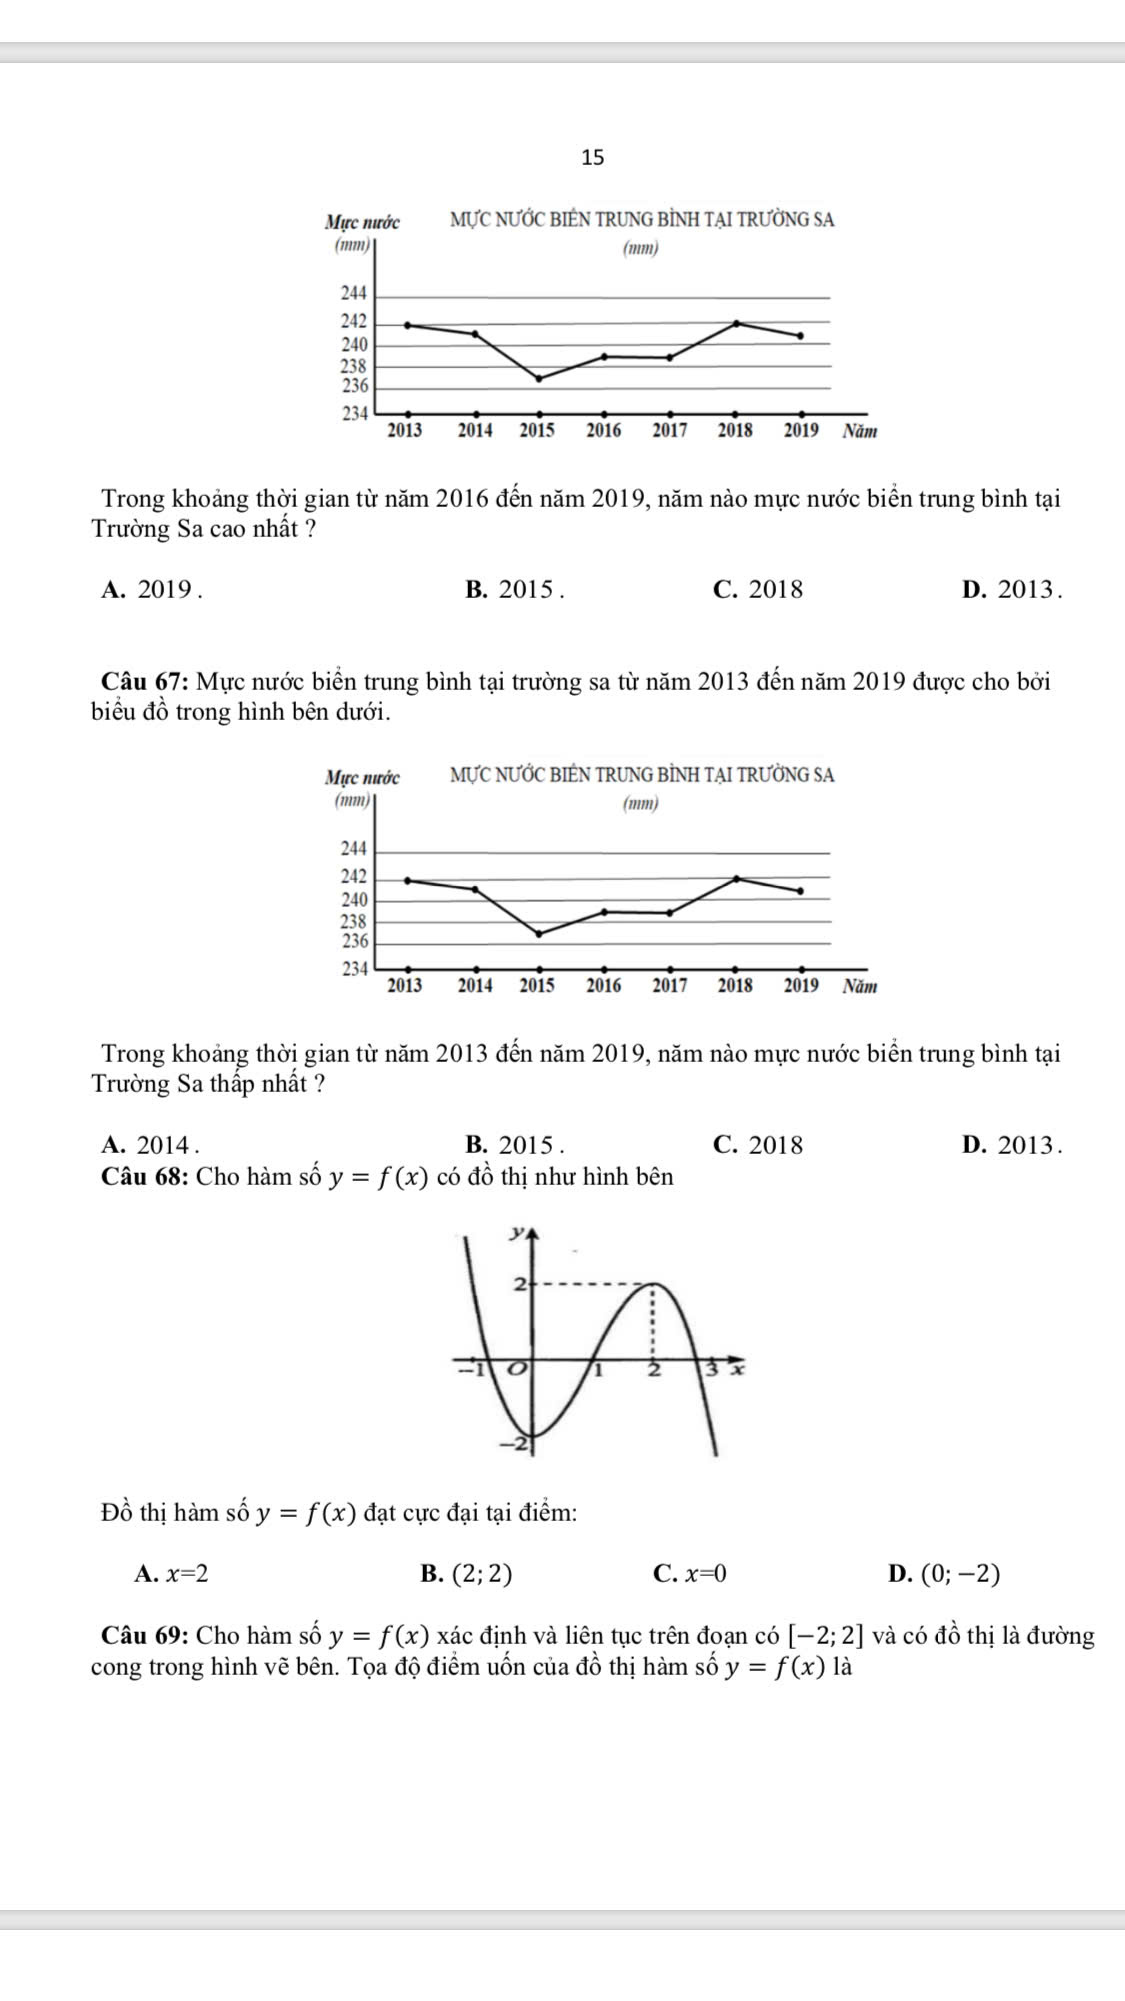 15
Mực nước MỰC NƯỚC BIỂN TRUNG BÌNH TẠI TRƯỜNG SA
(mm) (mm)
244
242
240
238
236
234
2013 2014 2015 2016 2017 2018 2019 Năm
Trong khoảng thời gian từ năm 2016 đến năm 2019, năm nào mực nước biển trung bình tại
Trường Sa cao nhất ?
A. 2019 . B. 2015 . C. 2018 D. 2013 .
Câu 67: Mực nước biển trung bình tại trường sa từ năm 2013 đến năm 2019 được cho bởi
biểu đồ trong hình bên dưới.
Mực nước MỰC NƯỚC BIỂN TRUNG BÌNH TẠI TRƯỜNG SA
(mm) (mm)
244
242
240
238
236
234
2013 2014 2015 2016 2017 2018 2019 Năm
Trong khoảng thời gian từ năm 2013 đến năm 2019, năm nào mực nước biển trung bình tại
Trường Sa thấp nhất ?
A. 2014 . B. 2015 . C. 2018 D. 2013 .
Câu 68: Cho hàm số y = f(x) có đồ thị như hình bên
y
2
−1 O 1 2 3 x
−2
Đồ thị hàm số y = f(x) đạt cực đại tại điểm:
A. x=2 B. (2; 2) C. x=0 D. (0; −2)
Câu 69: Cho hàm số y = f(x) xác định và liên tục trên đoạn có [−2; 2] và có đồ thị là đường
cong trong hình vẽ bên. Tọa độ điểm uốn của đồ thị hàm số y = f(x) là